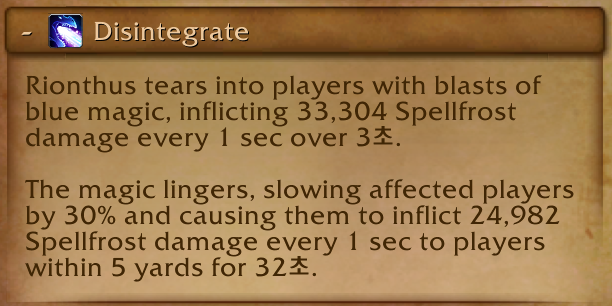 - Disintegrate
Rionthus tears into players with blasts of
blue magic, inflicting 33,304 Spellfrost
damage every 1 sec over 3초.
The magic lingers, slowing affected players
by 30% and causing them to inflict 24,982
Spellfrost damage every 1 sec to players
within 5 yards for 32초.